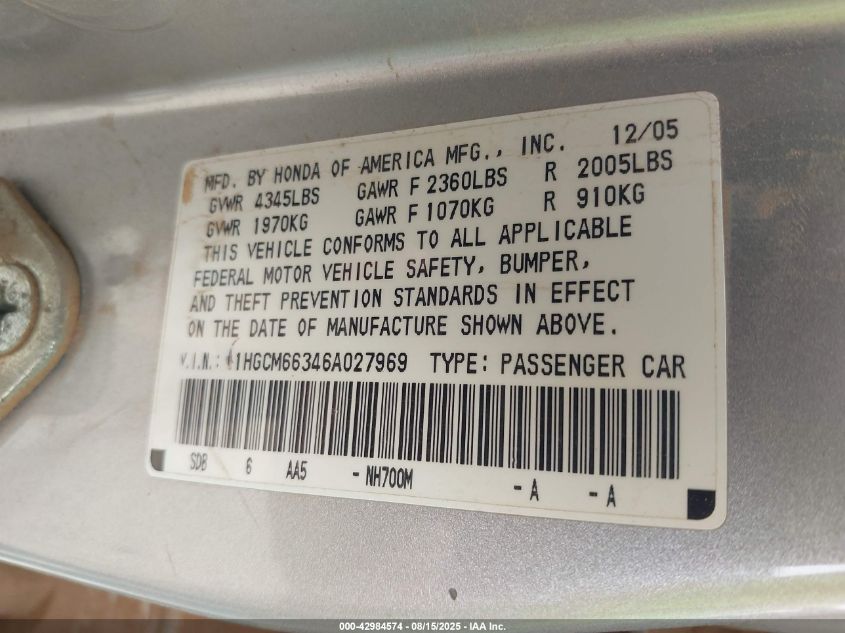 MFD. BY HONDA OF AMERICA MFG., INC. 12/05
GVWR 4345LBS GAWR F 2360LBS R 2005LBS
GVWR 1970KG GAWR F 1070KG R 910KG
THIS VEHICLE CONFORMS TO ALL APPLICABLE
FEDERAL MOTOR VEHICLE SAFETY, BUMPER,
AND THEFT PREVENTION STANDARDS IN EFFECT
ON THE DATE OF MANUFACTURE SHOWN ABOVE.
V.I.N.: 1HGCM66346A027969 TYPE: PASSENGER CAR
SDB 6 AA5 - NH700M - A - A
000-42984574 - 08/15/2025 - IAA Inc.